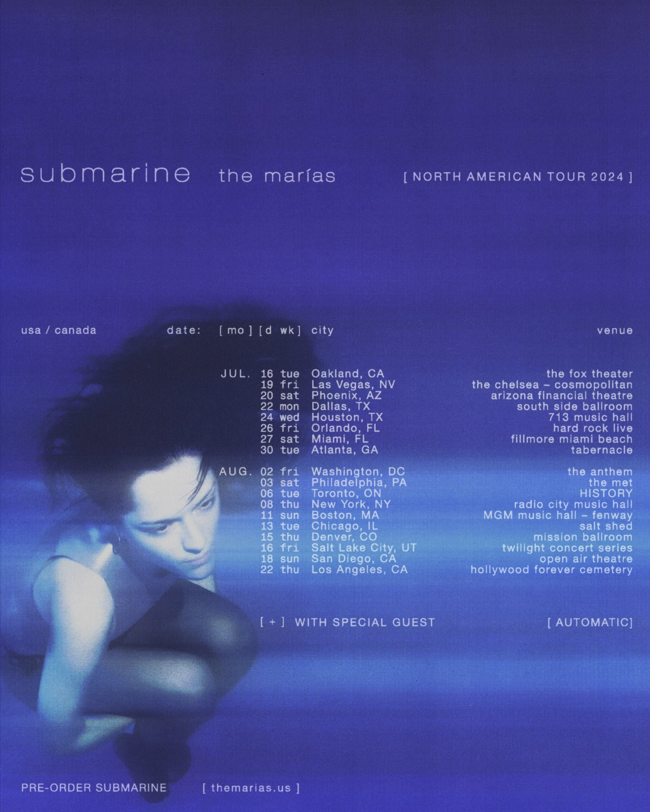 submarine the marías [ NORTH AMERICAN TOUR 2024 ]
usa / canada date: [ mo ] [ d wk ] city venue
JUL. 16 tue Oakland, CA the fox theater
19 fri Las Vegas, NV the chelsea – cosmopolitan
20 sat Phoenix, AZ arizona financial theatre
22 mon Dallas, TX south side ballroom
24 wed Houston, TX 713 music hall
26 fri Orlando, FL hard rock live
27 sat Miami, FL fillmore miami beach
30 tue Atlanta, GA tabernacle
AUG. 02 fri Washington, DC the anthem
03 sat Philadelphia, PA the met
06 tue Toronto, ON HISTORY
08 thu New York, NY radio city music hall
11 sun Boston, MA MGM music hall – fenway
13 tue Chicago, IL salt shed
15 thu Denver, CO mission ballroom
16 fri Salt Lake City, UT twilight concert series
18 sun San Diego, CA open air theatre
22 thu Los Angeles, CA hollywood forever cemetery
[ + ] WITH SPECIAL GUEST [ AUTOMATIC]
PRE-ORDER SUBMARINE [ themarias.us ]